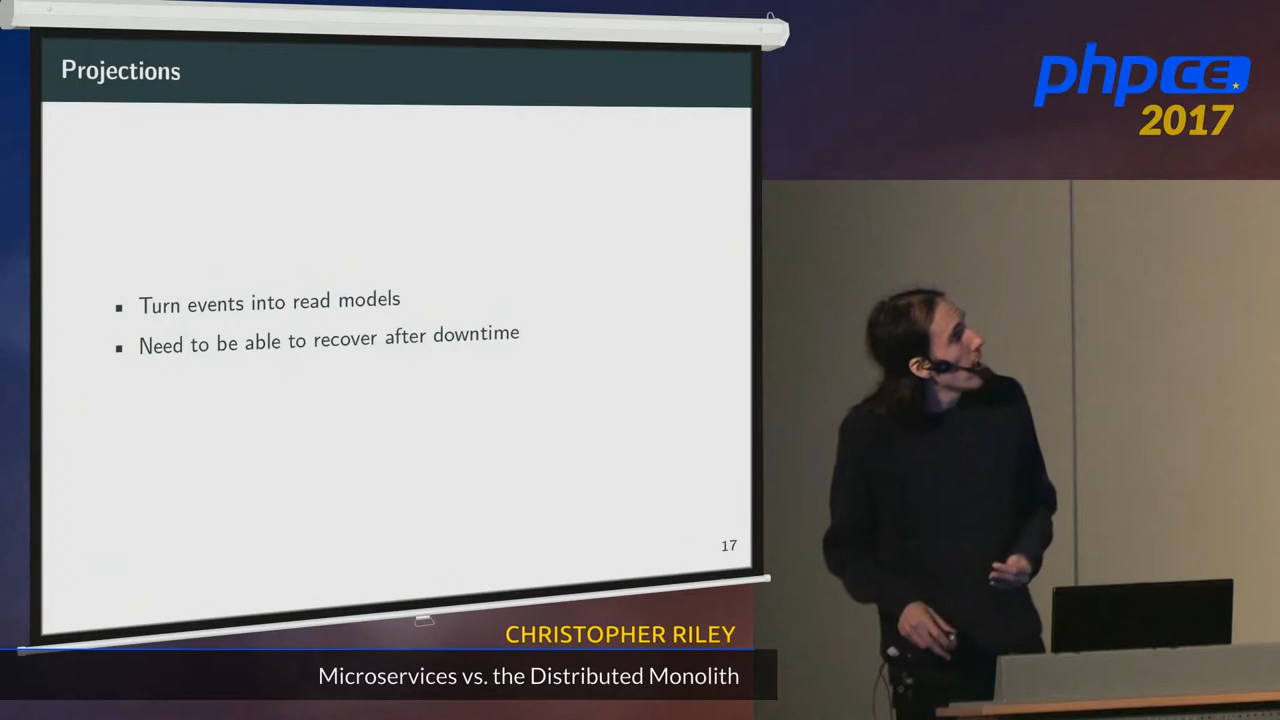 Projections
Turn events into read models
Need to be able to recover after downtime
17
phpCE
2017
CHRISTOPHER RILEY
Microservices vs. the Distributed Monolith